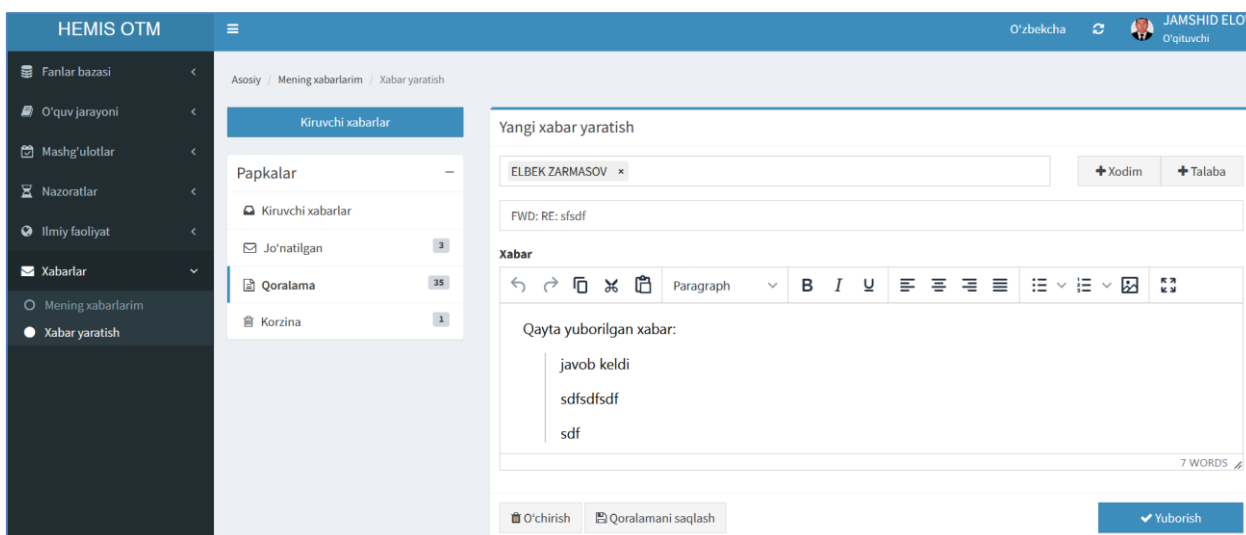 HEMIS OTM
O'zbekcha
JAMSHID ELO
O'qituvchi
Fanlar bazasi
O'quv jarayoni
Mashg'ulotlar
Nazoratlar
Ilmiy faoliyat
Xabarlar
Mening xabarlarim
Xabar yaratish
Asosiy / Mening xabarlarim / Xabar yaratish
Kiruvchi xabarlar
Papkalar
Kiruvchi xabarlar
Jo'natilgan 3
Qoralama 35
Korzina 1
Yangi xabar yaratish
ELBEK ZARMASOV ×
+Xodim
+Talaba
FWD: RE: sfsdf
Xabar
Paragraph B I U
Qayta yuborilgan xabar:
javob keldi
sdfsdfsdf
sdf
7 WORDS
O'chirish
Qoralamani saqlash
Yuborish